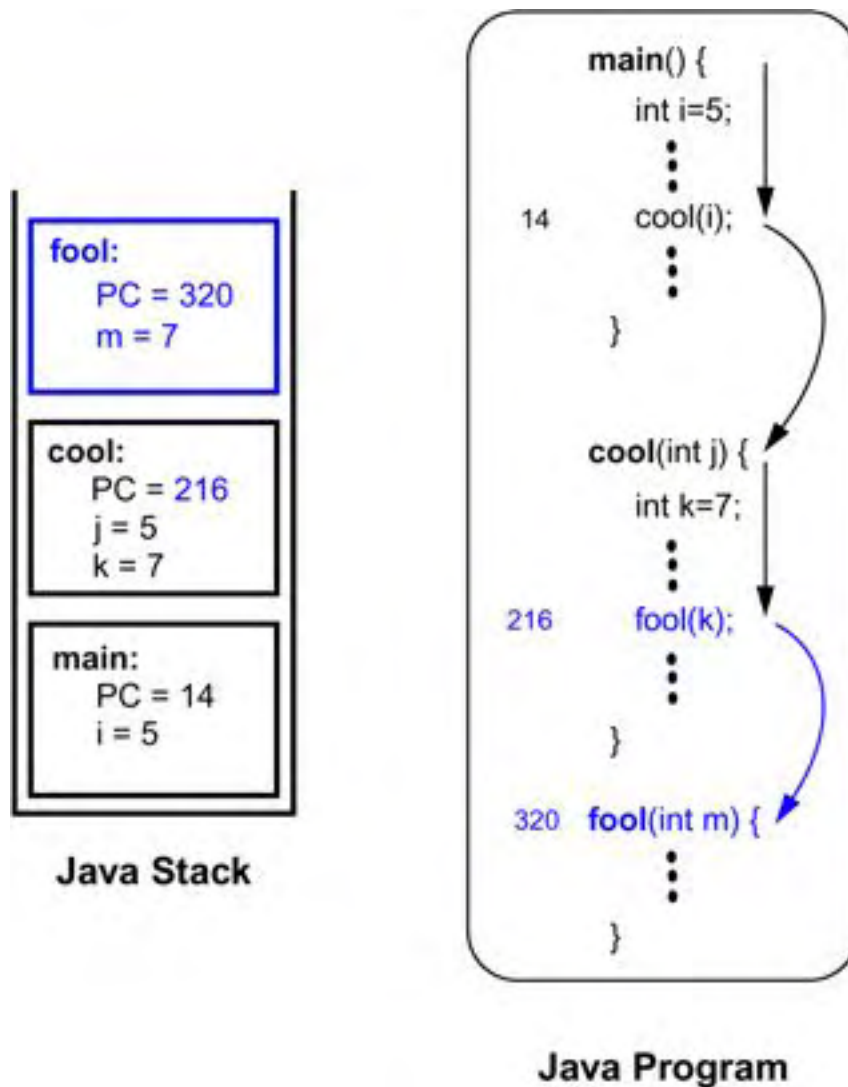 fool:
PC = 320
m = 7
cool:
PC = 216
j = 5
k = 7
main:
PC = 14
i = 5
Java Stack
main() {
int i=5;
14 cool(i);
}
cool(int j) {
int k=7;
216 fool(k);
}
320 fool(int m) {
}
Java Program